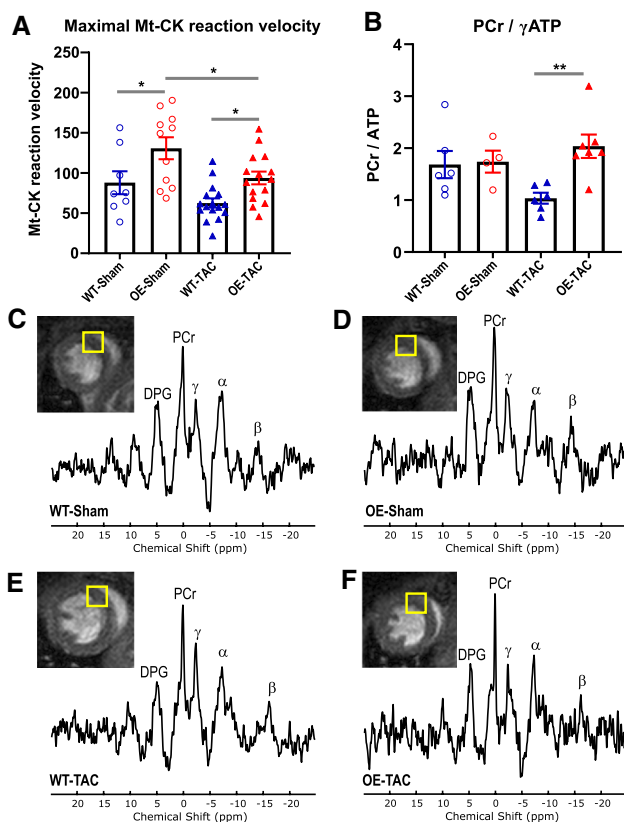 A
Maximal Mt-CK reaction velocity
Mt-CK reaction velocity
250
200
150
100
50
0
*
*
*
WT-Sham
OE-Sham
WT-TAC
OE-TAC
B
PCr / γATP
PCr / ATP
4
3
2
1
0
**
WT-Sham
OE-Sham
WT-TAC
OE-TAC
C
PCr
DPG
γ
α
β
WT-Sham
20 15 10 5 0 -5 -10 -15 -20
Chemical Shift (ppm)
D
PCr
DPG
γ
α
β
OE-Sham
20 15 10 5 0 -5 -10 -15 -20
Chemical Shift (ppm)
E
PCr
γ
α
DPG
β
WT-TAC
20 15 10 5 0 -5 -10 -15 -20
Chemical Shift (ppm)
F
PCr
DPG
γ
α
β
OE-TAC
20 15 10 5 0 -5 -10 -15 -20
Chemical Shift (ppm)